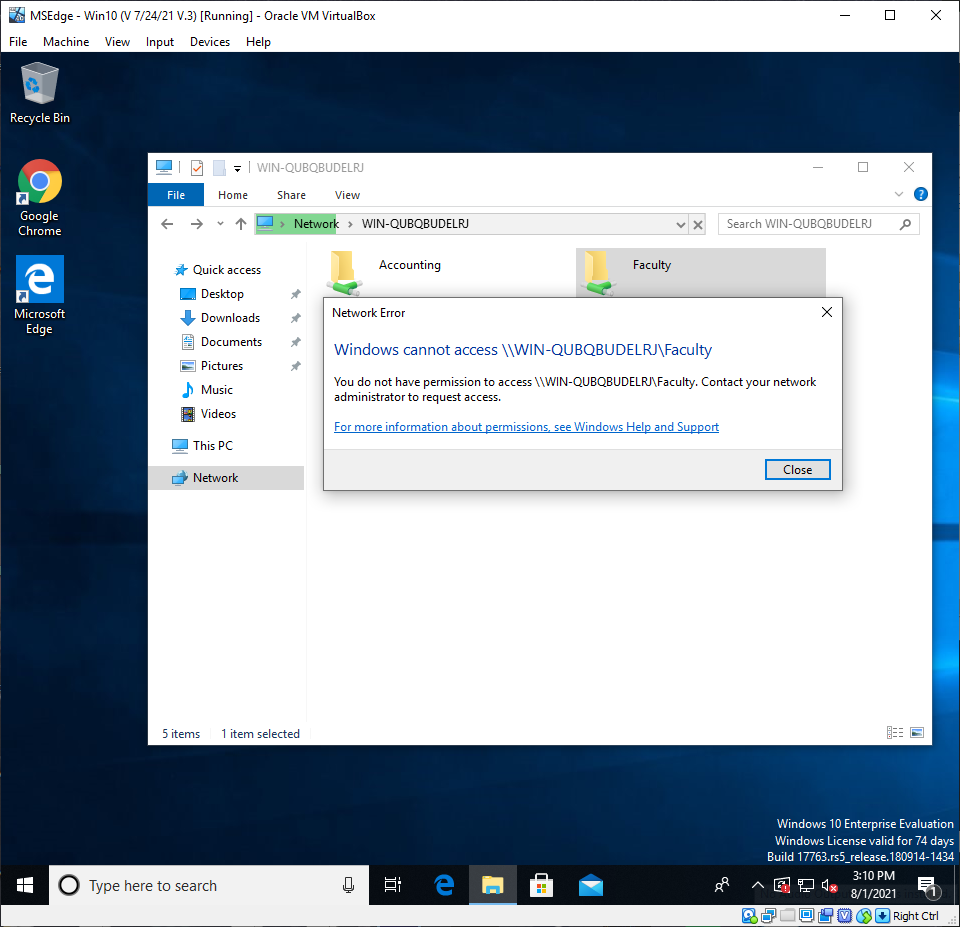 MSEdge - Win10 (V 7/24/21 V.3) [Running] - Oracle VM VirtualBox
File Machine View Input Devices Help
Recycle Bin
Google
Chrome
Microsoft
Edge
WIN-QUBQBUDELRJ
File Home Share View
Network WIN-QUBQBUDELRJ
Search WIN-QUBQBUDELRJ
Quick access
Desktop
Downloads
Documents
Pictures
Music
Videos
This PC
Network
Accounting
Faculty
Network Error
Windows cannot access \\WIN-QUBQBUDELRJ\Faculty
You do not have permission to access \\WIN-QUBQBUDELRJ\Faculty. Contact your network
administrator to request access.
For more information about permissions, see Windows Help and Support
Close
5 items 1 item selected
Windows 10 Enterprise Evaluation
Windows License valid for 74 days
Build 17763.rs5_release.180914-1434
Type here to search
3:10 PM
8/1/2021
1
Right Ctrl